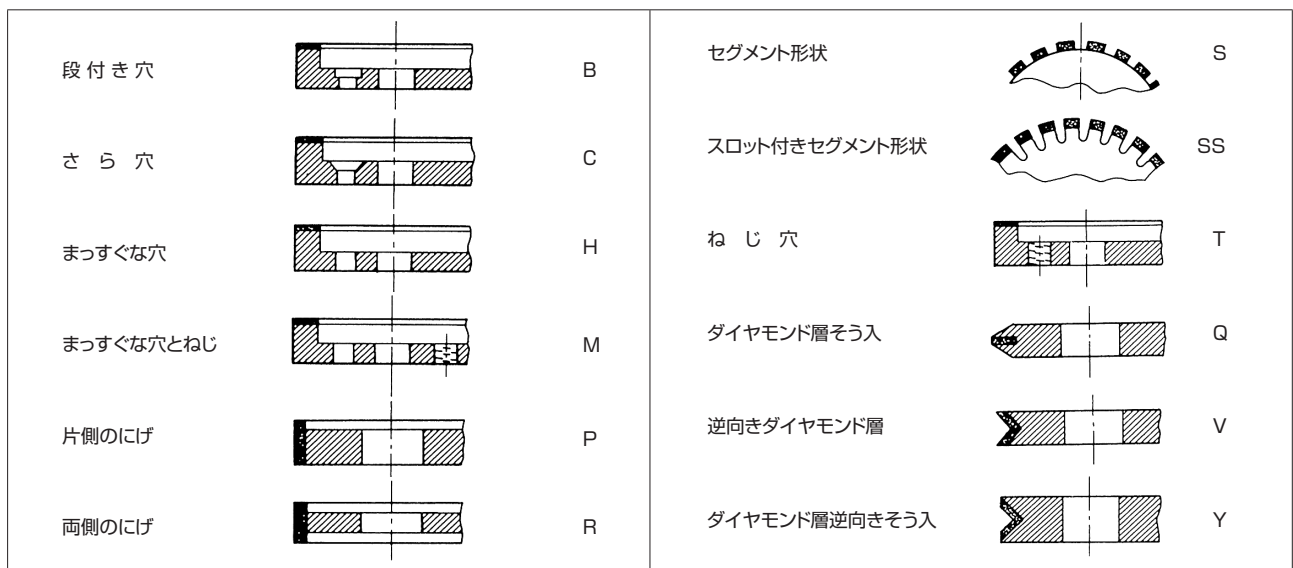 段 付 き 穴 B
さ ら 穴 C
まっすぐな穴 H
まっすぐな穴とねじ M
片側のにげ P
両側のにげ R
セグメント形状 S
スロット付きセグメント形状 SS
ね じ 穴 T
ダイヤモンド層そう入 Q
逆向きダイヤモンド層 V
ダイヤモンド層逆向きそう入 Y